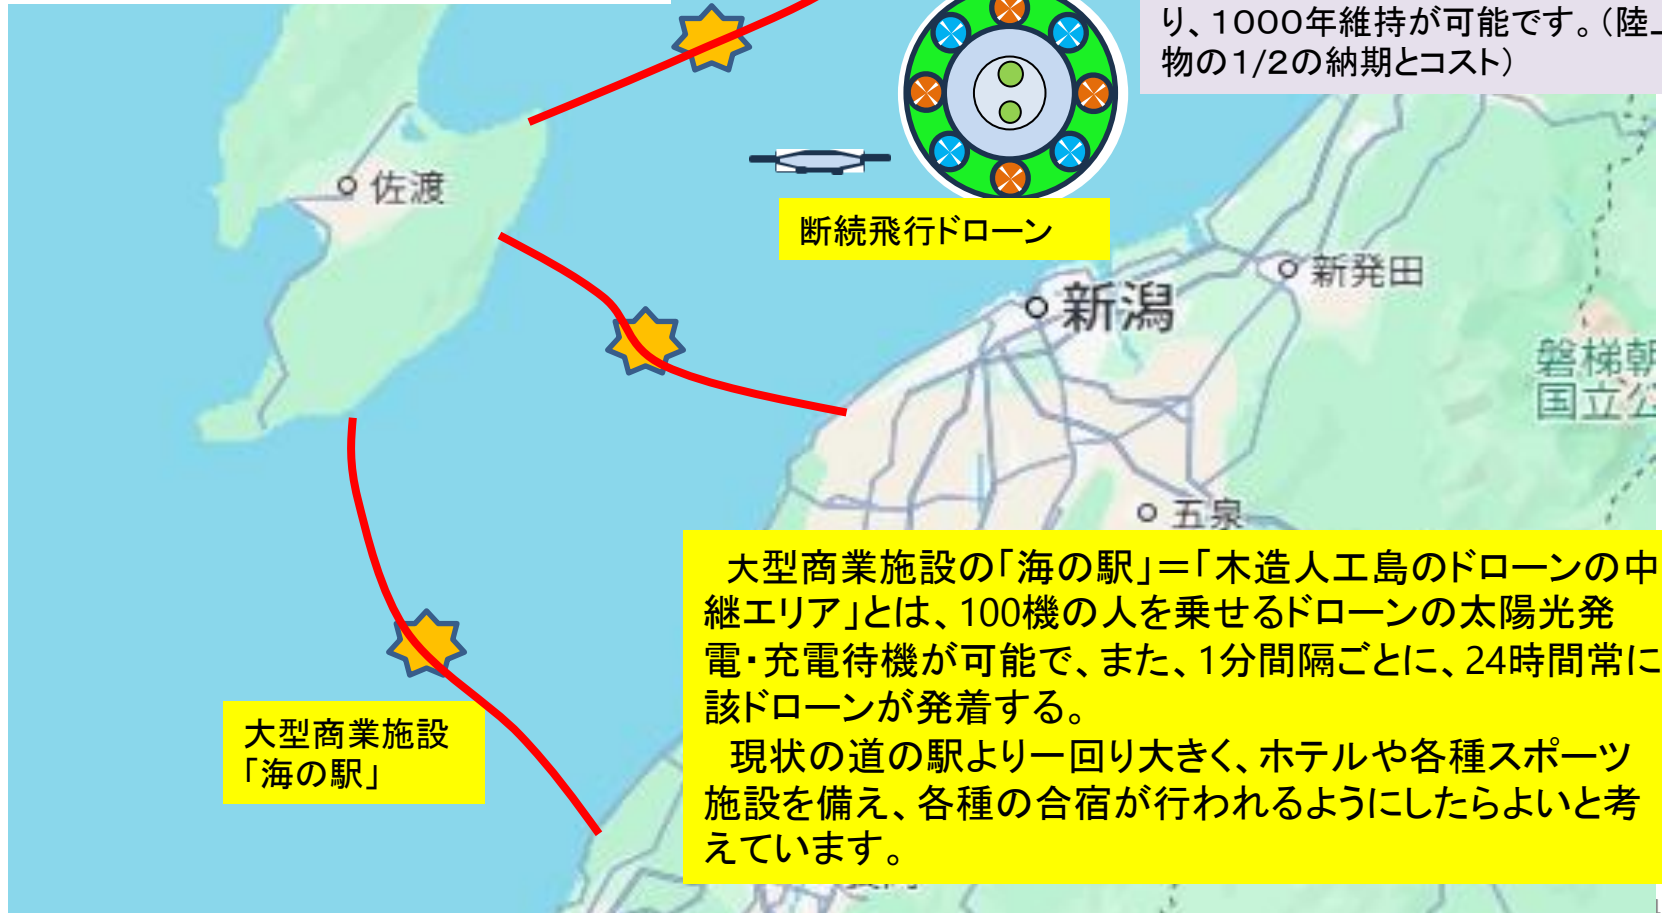 り、1000年維持が可能です。(陸上
物の1/2の納期とコスト)
佐渡
断続飛行ドローン
新発田
新潟
磐梯朝
国立公
五泉
大型商業施設の「海の駅」＝「木造人工島のドローンの中
継エリア」とは、100機の人を乗せるドローンの太陽光発
電・充電待機が可能で、また、1分間隔ごとに、24時間常に
該ドローンが発着する。
現状の道の駅より一回り大きく、ホテルや各種スポーツ
施設を備え、各種の合宿が行われるようにしたらよいと考
えています。
大型商業施設
「海の駅」